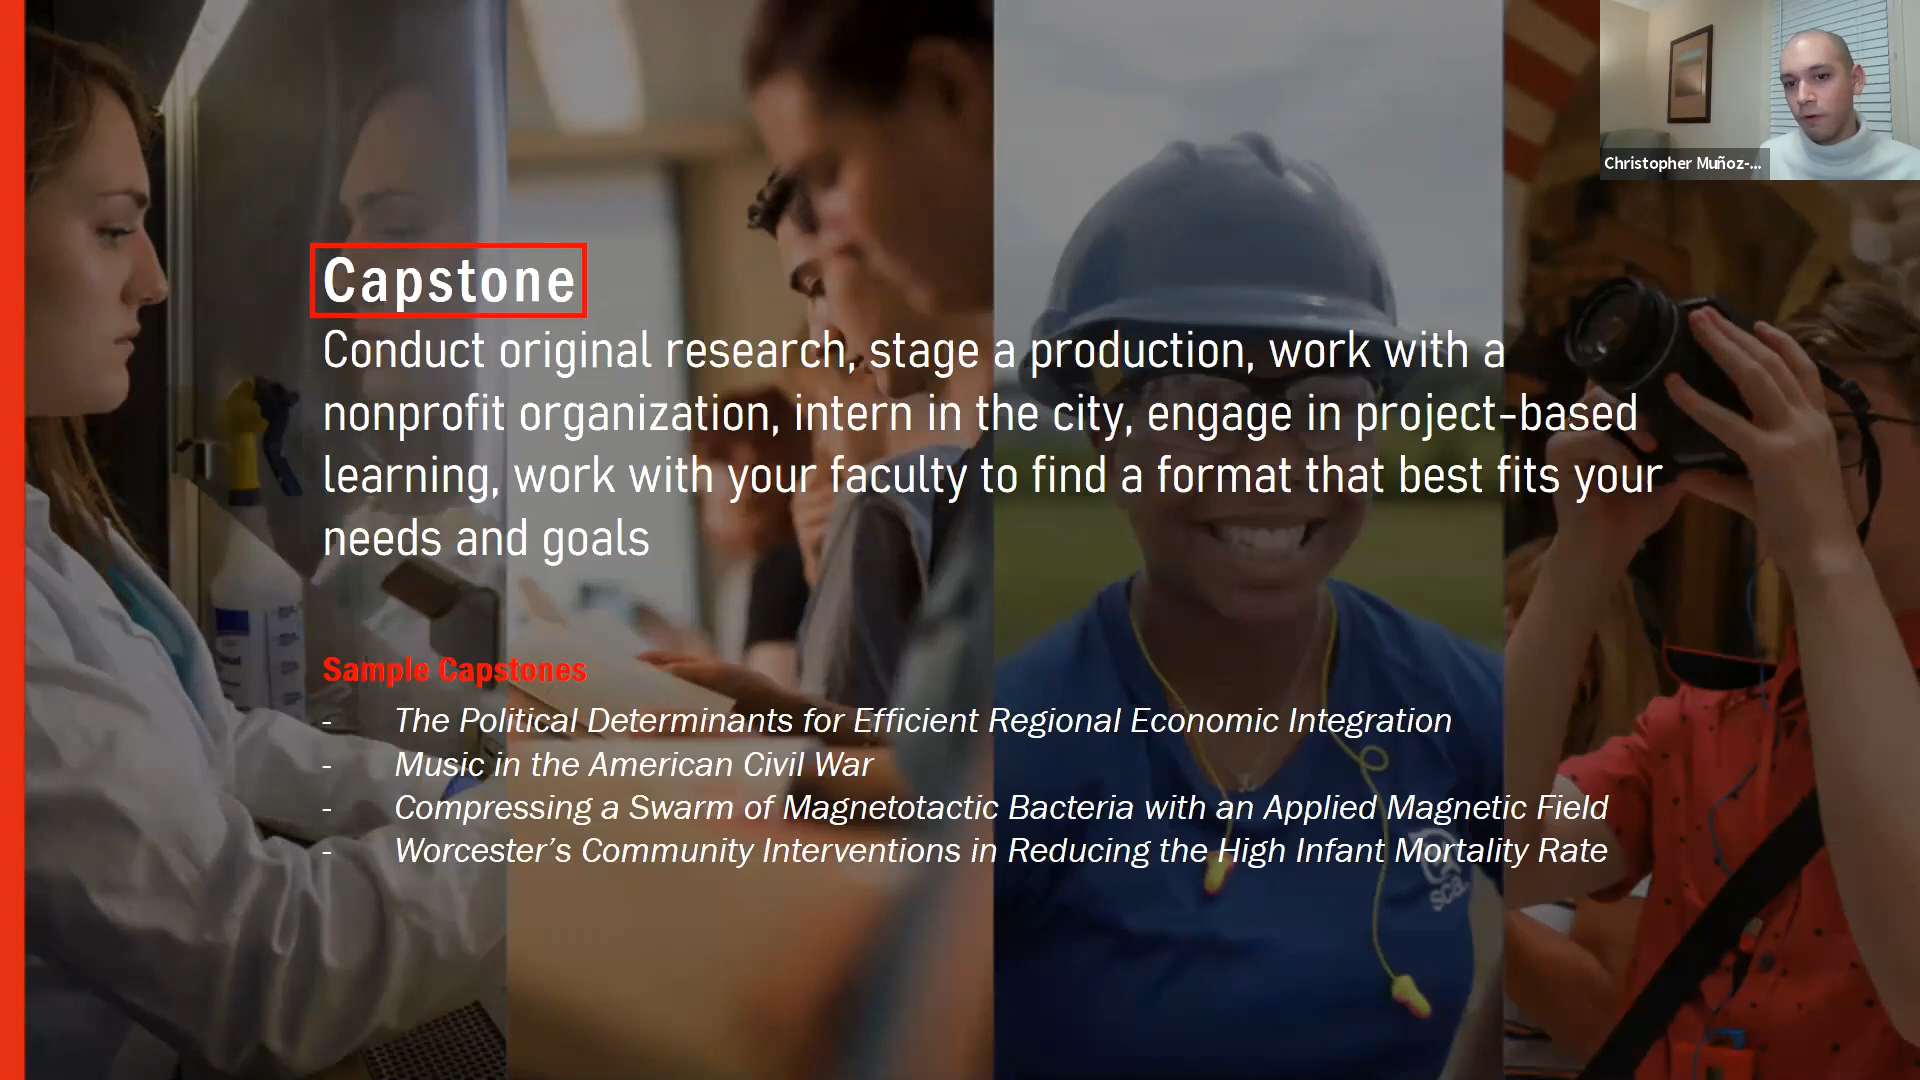 Christopher Muñoz-...
Capstone
Conduct original research, stage a production, work with a
nonprofit organization, intern in the city, engage in project-based
learning, work with your faculty to find a format that best fits your
needs and goals
Sample Capstones
- The Political Determinants for Efficient Regional Economic Integration
- Music in the American Civil War
- Compressing a Swarm of Magnetotactic Bacteria with an Applied Magnetic Field
- Worcester’s Community Interventions in Reducing the High Infant Mortality Rate
sca